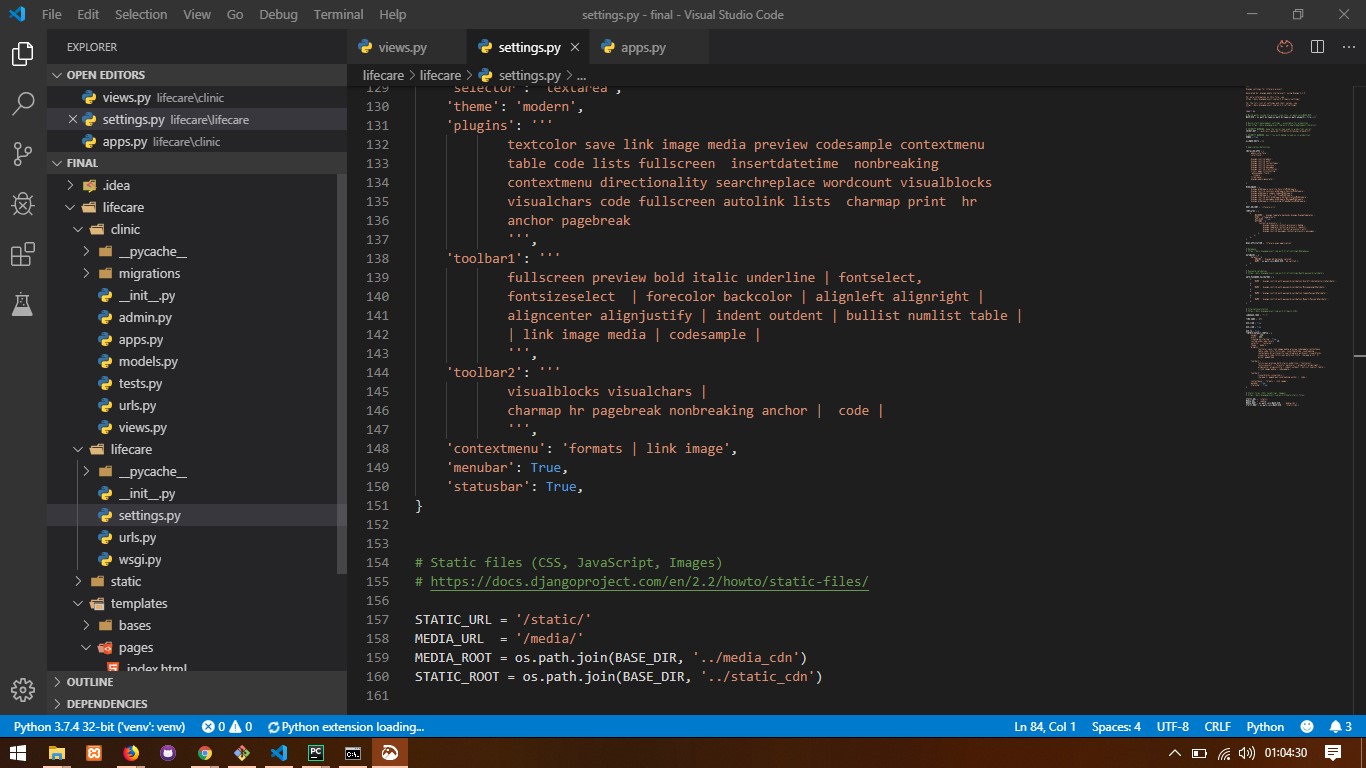 File Edit Selection View Go Debug Terminal Help
settings.py - final - Visual Studio Code
EXPLORER
OPEN EDITORS
views.py lifecare\clinic
settings.py lifecare\lifecare
apps.py lifecare\clinic
FINAL
.idea
lifecare
clinic
__pycache__
migrations
__init__.py
admin.py
apps.py
models.py
tests.py
urls.py
views.py
lifecare
__pycache__
__init__.py
settings.py
urls.py
wsgi.py
static
templates
bases
pages
index.html
OUTLINE
DEPENDENCIES
views.py
settings.py
apps.py
lifecare > lifecare > settings.py > ...
129 'selector': 'textarea',
130 'theme': 'modern',
131 'plugins': '''
132 textcolor save link image media preview codesample contextmenu
133 table code lists fullscreen  insertdatetime  nonbreaking
134 contextmenu directionality searchreplace wordcount visualblocks
135 visualchars code fullscreen autolink lists  charmap print  hr
136 anchor pagebreak
137 ''',
138 'toolbar1': '''
139 fullscreen preview bold italic underline | fontselect,
140 fontsizeselect  | forecolor backcolor | alignleft alignright |
141 aligncenter alignjustify | indent outdent | bullist numlist table |
142 | link image media | codesample |
143 ''',
144 'toolbar2': '''
145 visualblocks visualchars |
146 charmap hr pagebreak nonbreaking anchor |  code |
147 ''',
148 'contextmenu': 'formats | link image',
149 'menubar': True,
150 'statusbar': True,
151 }
152
153
154 # Static files (CSS, JavaScript, Images)
155 # https://docs.djangoproject.com/en/2.2/howto/static-files/
156
157 STATIC_URL = '/static/'
158 MEDIA_URL  = '/media/'
159 MEDIA_ROOT = os.path.join(BASE_DIR, '../media_cdn')
160 STATIC_ROOT = os.path.join(BASE_DIR, '../static_cdn')
161
Python 3.7.4 32-bit ('venv': venv) 0 0 Python extension loading... Ln 84, Col 1 Spaces: 4 UTF-8 CRLF Python 3
PC C:\. 01:04:30